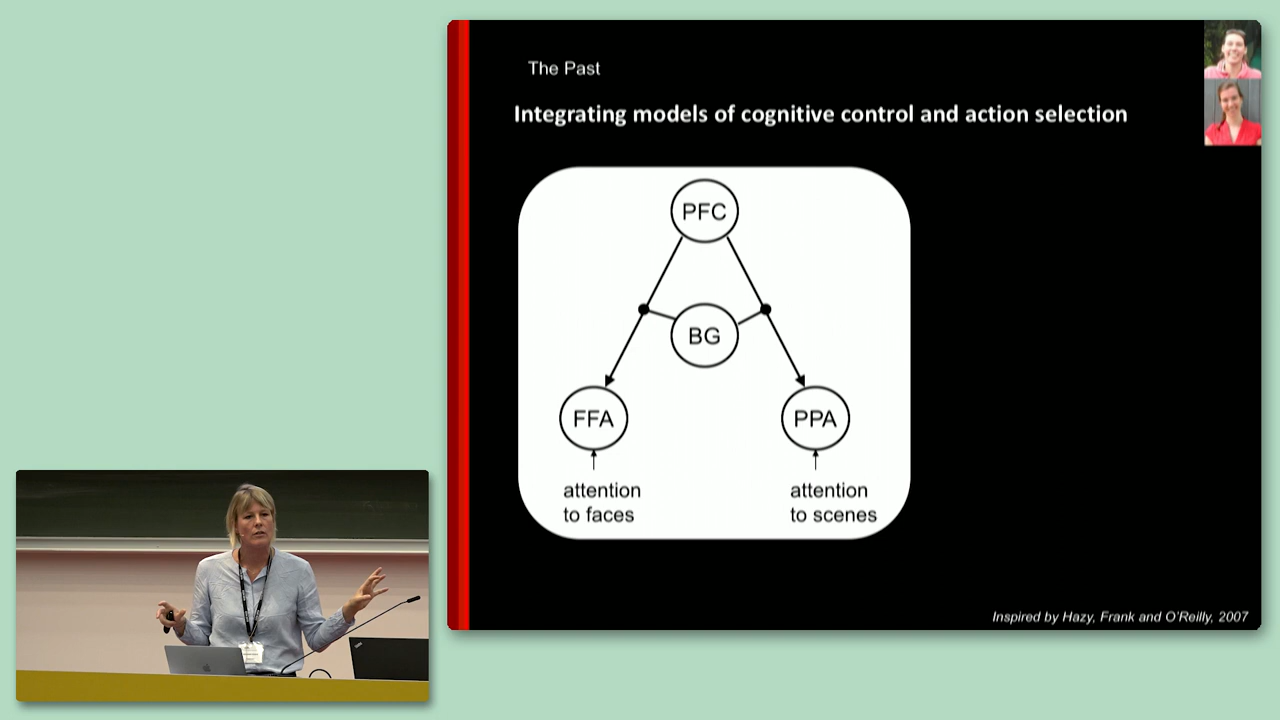 The Past
Integrating models of cognitive control and action selection
PFC
BG
FFA
PPA
attention
to faces
attention
to scenes
Inspired by Hazy, Frank and O'Reilly, 2007